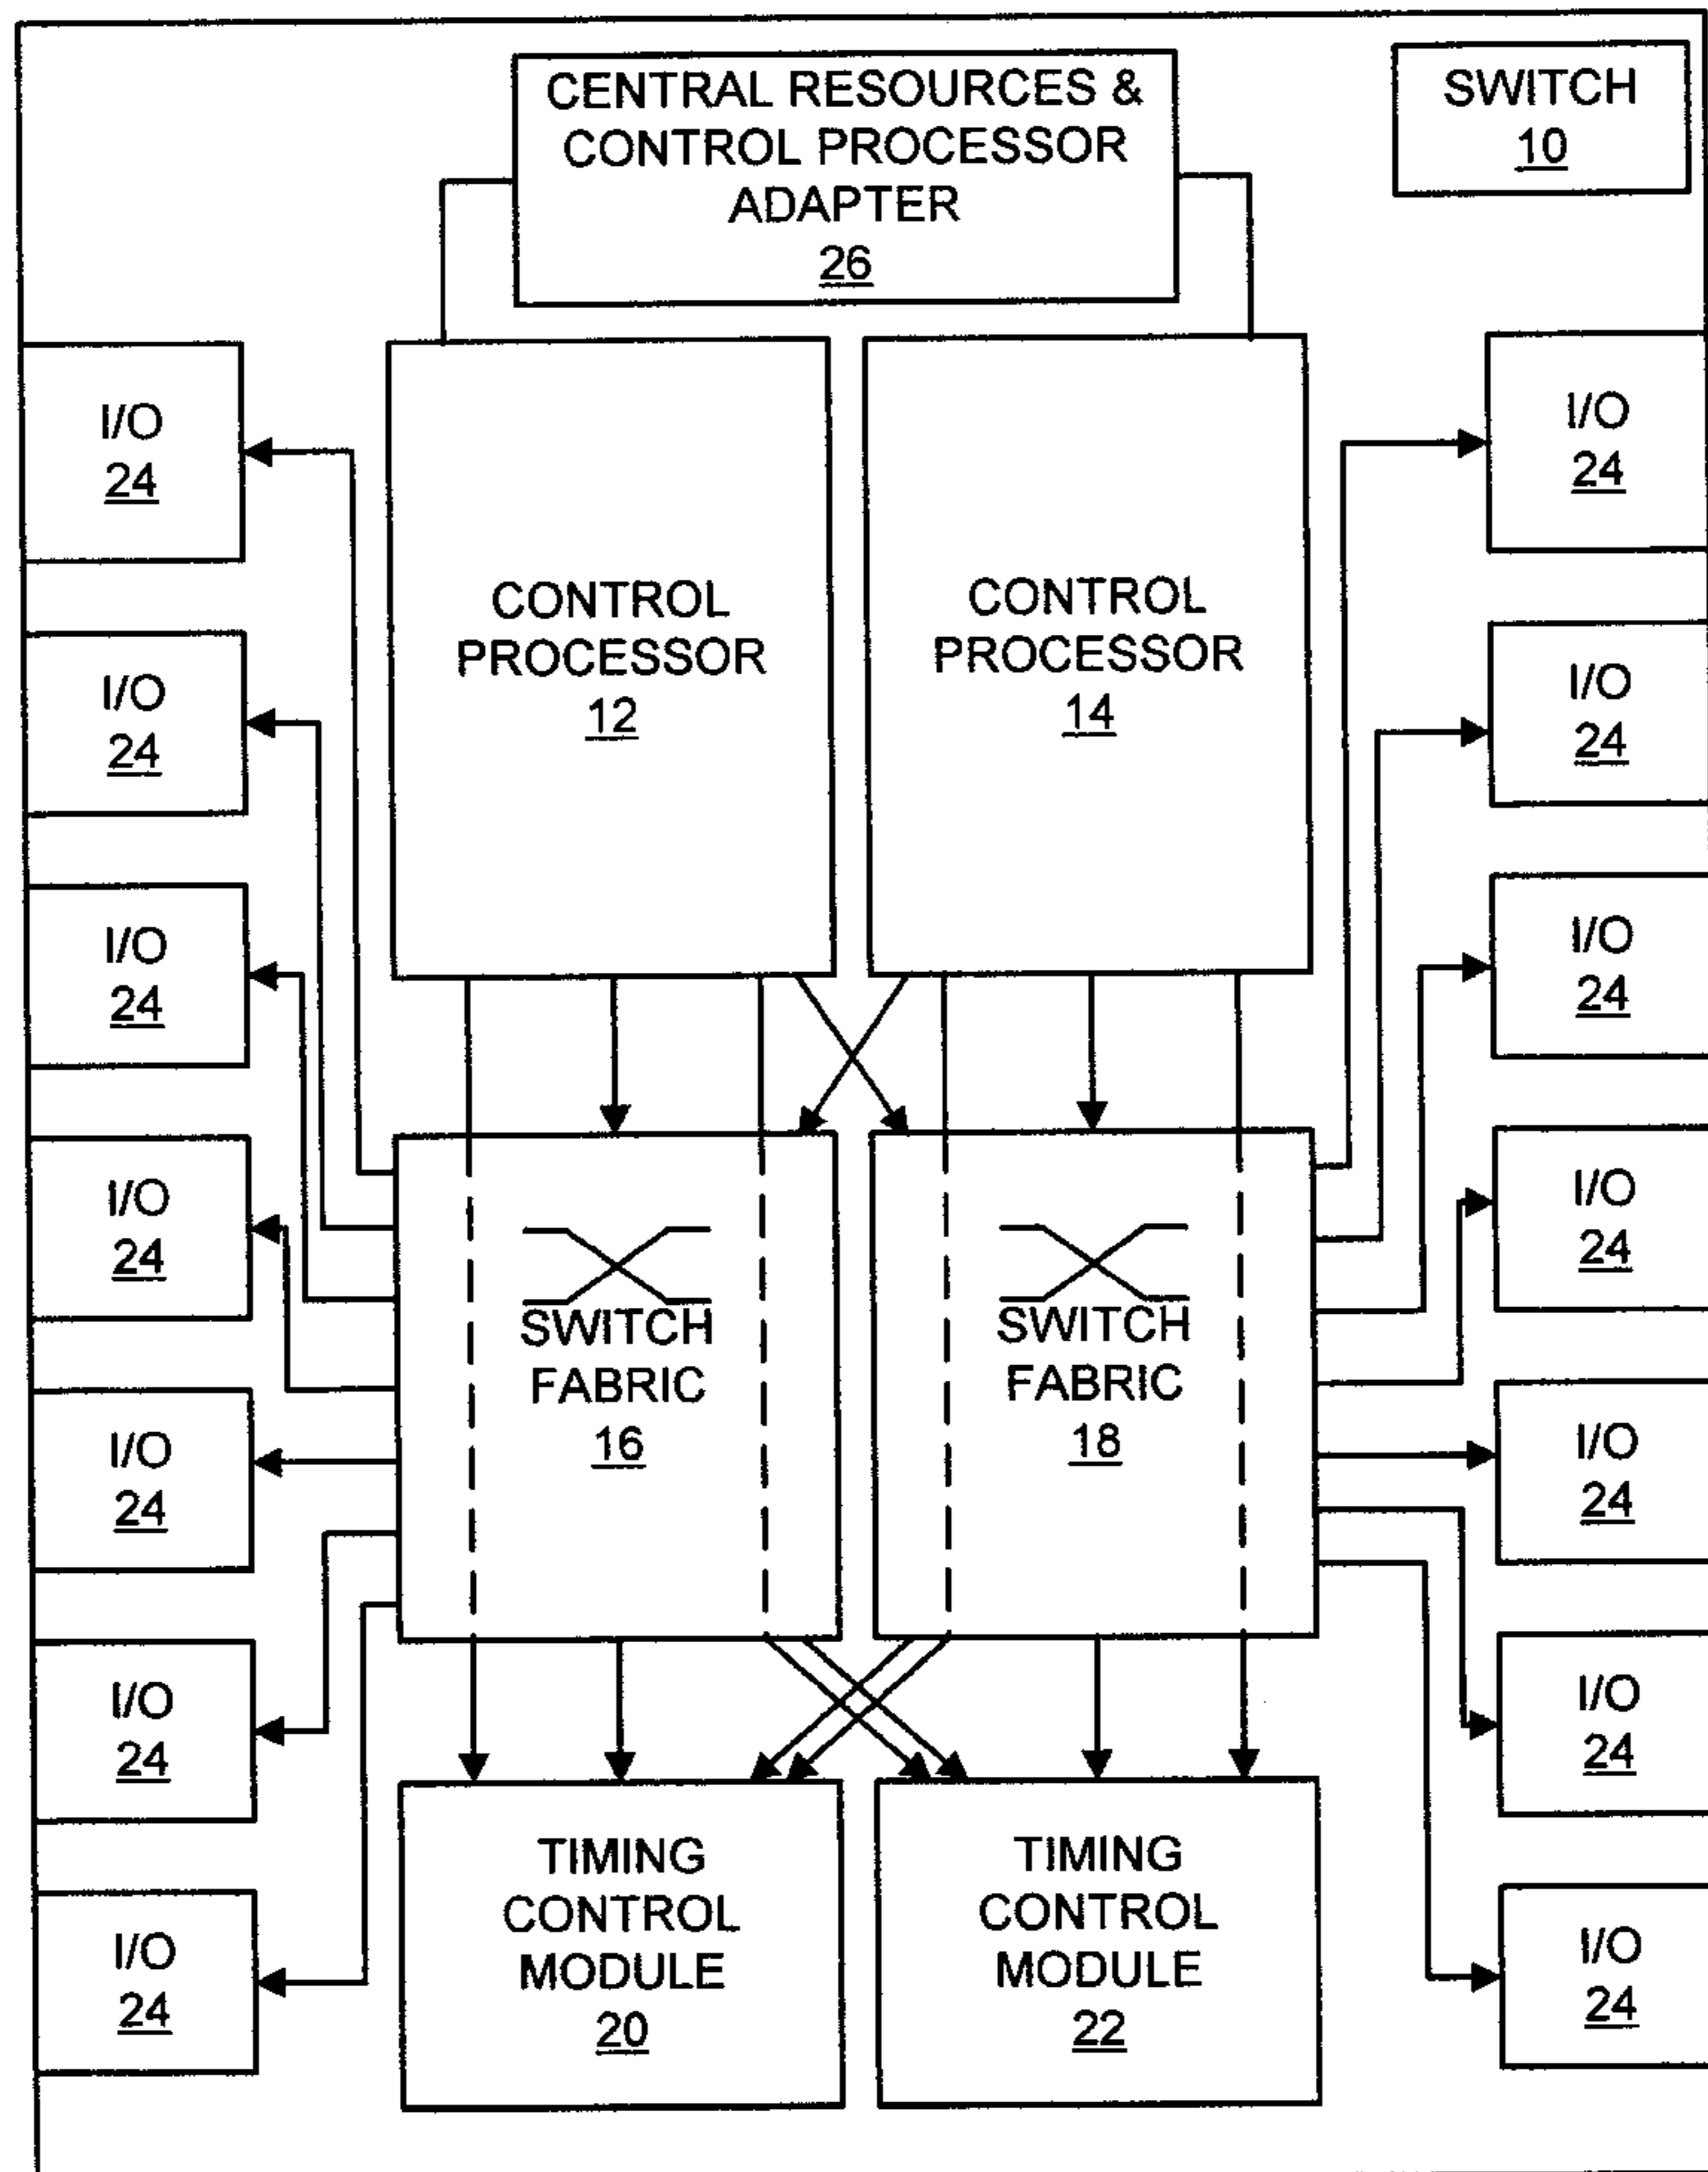 CENTRAL RESOURCES &
CONTROL PROCESSOR
ADAPTER
26
SWITCH
10
I/O
24
I/O
24
I/O
24
I/O
24
I/O
24
I/O
24
I/O
24
CONTROL
PROCESSOR
12
CONTROL
PROCESSOR
14
SWITCH
FABRIC
16
SWITCH
FABRIC
18
TIMING
CONTROL
MODULE
20
TIMING
CONTROL
MODULE
22
I/O
24
I/O
24
I/O
24
I/O
24
I/O
24
I/O
24
I/O
24